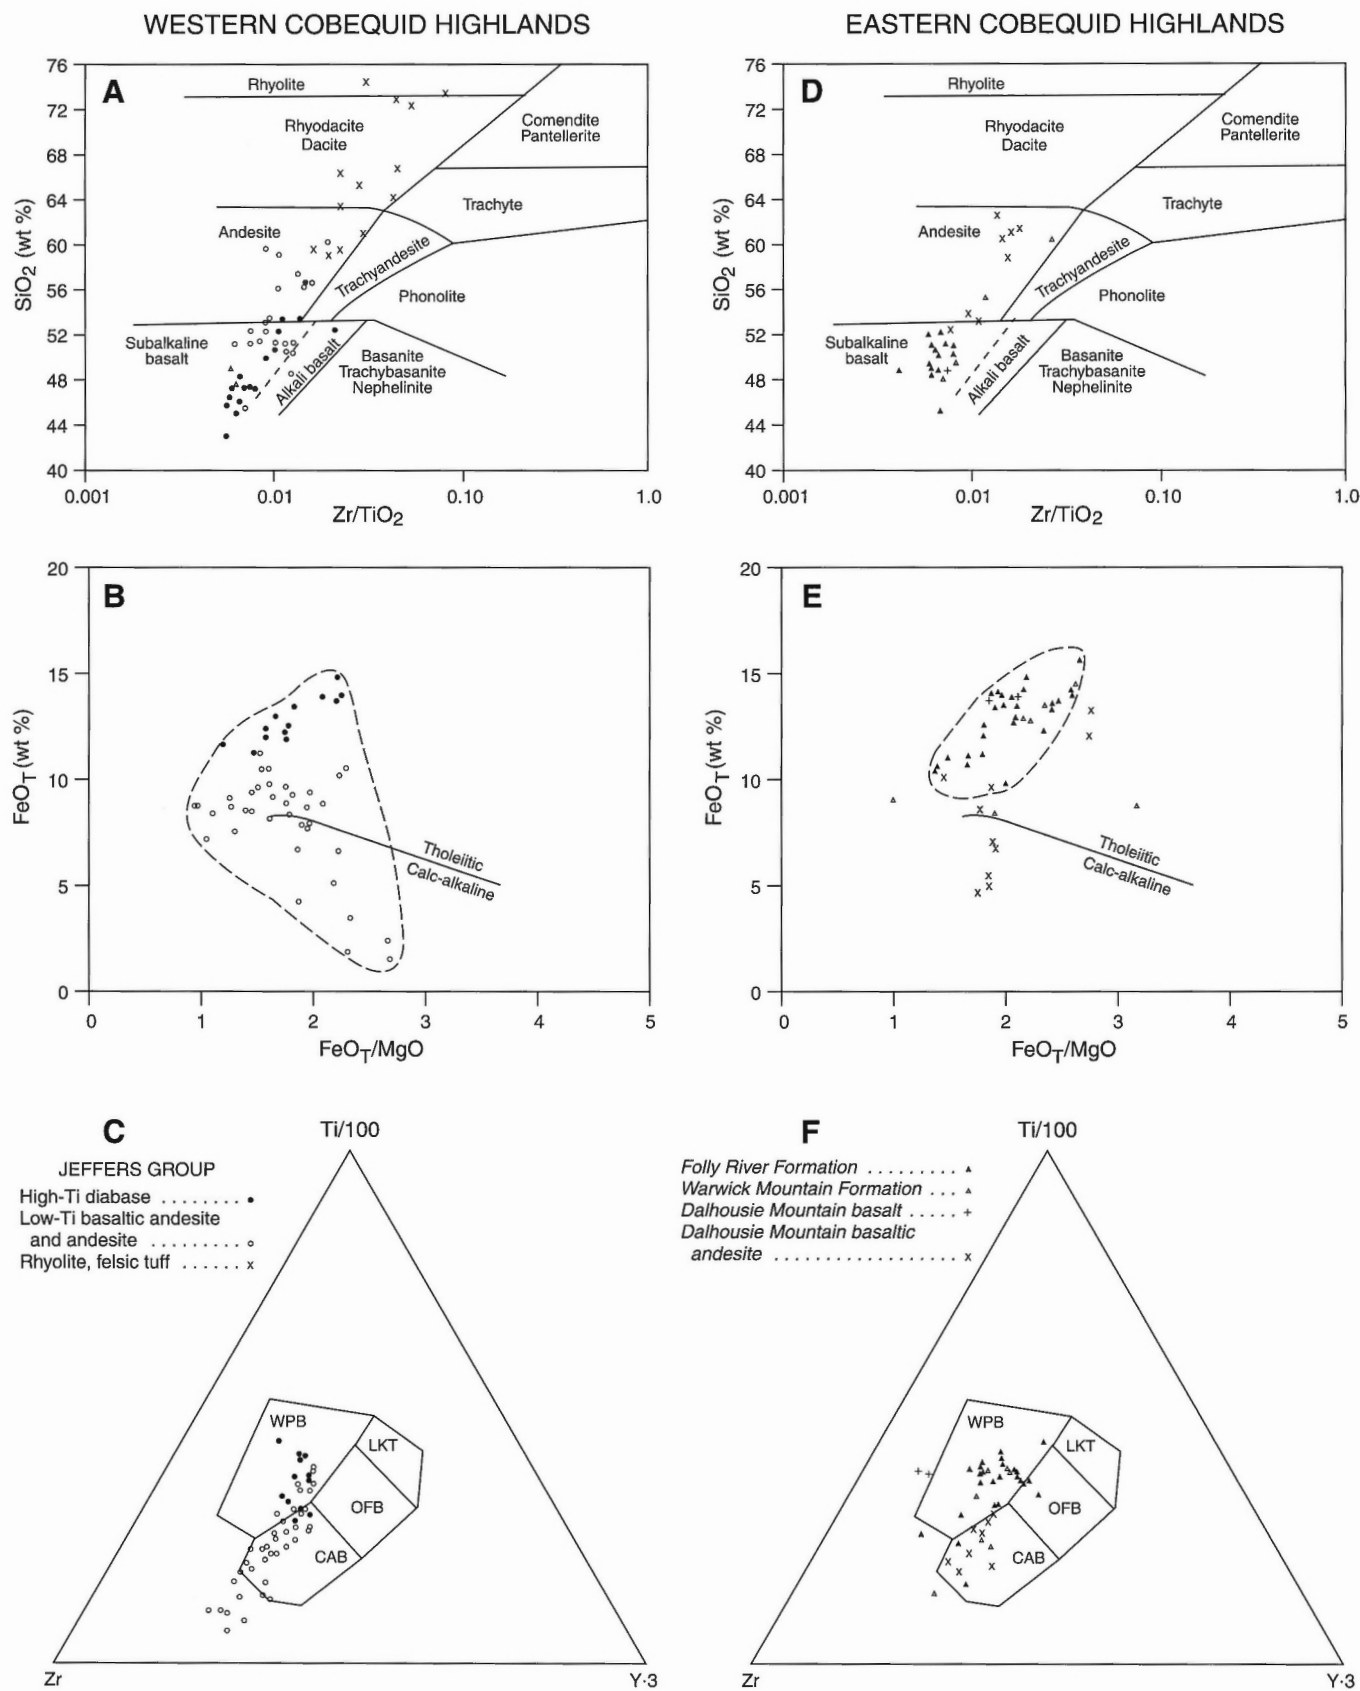 WESTERN COBEQUID HIGHLANDS
A
76
72
68
64
60
56
52
48
44
40
SiO2 (wt %)
Rhyolite
Rhyodacite
Dacite
Comendite
Pantellerite
Trachyte
Andesite
Trachyandesite
Phonolite
Subalkaline
basalt
Alkali basalt
Basanite
Trachybasanite
Nephelinite
0.001
0.01
0.10
1.0
Zr/TiO2
EASTERN COBEQUID HIGHLANDS
D
76
72
68
64
60
56
52
48
44
40
SiO2 (wt %)
Rhyolite
Rhyodacite
Dacite
Comendite
Pantellerite
Trachyte
Andesite
Trachyandesite
Phonolite
Subalkaline
basalt
Alkali basalt
Basanite
Trachybasanite
Nephelinite
0.001
0.01
0.10
1.0
Zr/TiO2
B
20
15
10
5
0
FeOT (wt %)
Tholeiitic
Calc-alkaline
0 1 2 3 4 5
FeOT/MgO
E
20
15
10
5
0
FeOT (wt %)
Tholeiitic
Calc-alkaline
0 1 2 3 4 5
FeOT/MgO
C
Ti/100
JEFFERS GROUP
High-Ti diabase ........ •
Low-Ti basaltic andesite
and andesite ......... o
Rhyolite, felsic tuff ...... x
WPB
LKT
OFB
CAB
Zr
Y·3
F
Ti/100
Folly River Formation ......... ▲
Warwick Mountain Formation ... △
Dalhousie Mountain basalt ..... +
Dalhousie Mountain basaltic
andesite ................... x
WPB
LKT
OFB
CAB
Zr
Y·3